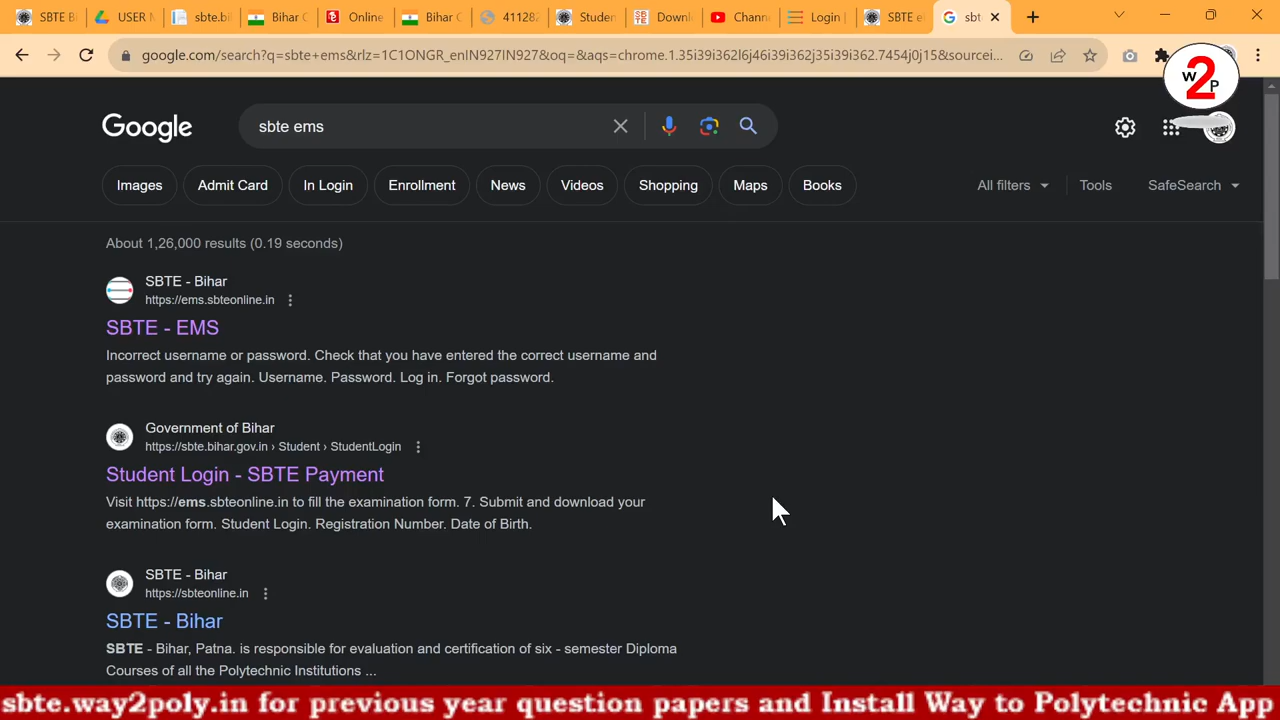 SBTE B
USER M
sbte.bi
Bihar C
Online
Bihar C
41128
Studen
Downl
Chann
Login |
SBTE e
sbt
google.com/search?q=sbte+ems&rlz=1C1ONGR_enIN927IN927&oq=&aqs=chrome.1.35i39i362l6j46i39i362j35i39i362.7454j0j15&sourcei...
W2P
Google
sbte ems
Images
Admit Card
In Login
Enrollment
News
Videos
Shopping
Maps
Books
All filters
Tools
SafeSearch
About 1,26,000 results (0.19 seconds)
SBTE - Bihar
https://ems.sbteonline.in
SBTE - EMS
Incorrect username or password. Check that you have entered the correct username and
password and try again. Username. Password. Log in. Forgot password.
Government of Bihar
https://sbte.bihar.gov.in › Student › StudentLogin
Student Login - SBTE Payment
Visit https://ems.sbteonline.in to fill the examination form. 7. Submit and download your
examination form. Student Login. Registration Number. Date of Birth.
SBTE - Bihar
https://sbteonline.in
SBTE - Bihar
SBTE - Bihar, Patna. is responsible for evaluation and certification of six - semester Diploma
Courses of all the Polytechnic Institutions ...
sbte.way2poly.in for previous year question papers and Install Way to Polytechnic App